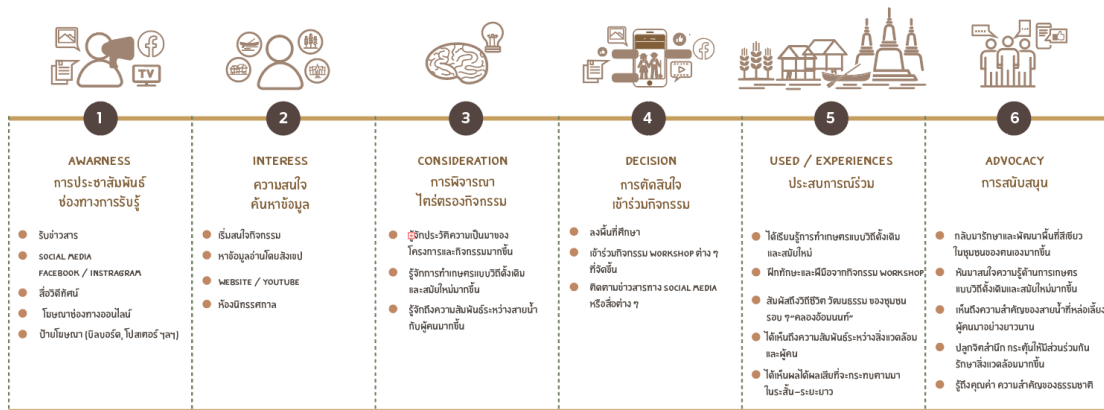 TV
1
AWARNESS
การประชาสัมพันธ์
ช่องทางการรับรู้
รับข่าวสาร
SOCIAL MEDIA
FACEBOOK / INSTRAGRAM
สื่อวิดีทัศน์
โฆษณาช่องทางออนไลน์
ป้ายโฆษณา (บิลบอร์ด, โปสเตอร์ ฯลฯ)
2
INTERESS
ความสนใจ
ค้นหาข้อมูล
เริ่มสนใจกิจกรรม
หาข้อมูลอ่านโดยสังเขป
WEBSITE / YOUTUBE
ห้องนิทรรศกาล
3
CONSIDERATION
การพิจารณา
ไตร่ตรองกิจกรรม
รู้จักประวัติความเป็นมาของ
โครงการและกิจกรรมมากขึ้น
รู้จักการทำเกษตรแบบวิถีดั้งเดิม
และสมัยใหม่มากขึ้น
รู้จักถึงความสัมพันธ์ระหว่างสายน้ำ
กับผู้คนมากขึ้น
4
DECISION
การตัดสินใจ
เข้าร่วมกิจกรรม
ลงพื้นที่ศึกษา
เข้าร่วมกิจกรรม WORKSHOP ต่าง ๆ
ที่จัดขึ้น
ติดตามข่าวสารทาง SOCIAL MEDIA
หรือสื่อต่าง ๆ
5
USED / EXPERIENCES
ประสบการณ์ร่วม
ได้เรียนรู้การทำเกษตรแบบวิถีดั้งเดิม
และสมัยใหม่
ฝึกทักษะและฝีมือจากกิจกรรม WORKSHOP
สัมผัสถึงวิถีชีวิต วัฒนธรรม ของชุมชน
รอบ ๆ "คลองอ้อมนนท์"
ได้เห็นถึงความสัมพันธ์ระหว่างสิ่งแวดล้อม
และผู้คน
ได้เห็นผลได้ผลเสียที่จะกระทบตามมา
ในระสั้น-ระยะยาว
6
ADVOCACY
การสนับสนุน
กลับมารักษาและพัฒนาพื้นที่สีเขียว
ในชุมชนของตนเองมากขึ้น
หันมาสนใจความรู้ด้านการเกษตร
แบบวิถีดั้งเดิมและสมัยใหม่มากขึ้น
เห็นถึงความสำคัญของสายน้ำที่หล่อเลี้ยง
ผู้คนมาอย่างยาวนาน
ปลูกจิตสำนึก กระตุ้นให้มีส่วนร่วมกัน
รักษาสิ่งแวดล้อมมากขึ้น
รู้ถึงคุณค่า ความสำคัญของธรรมชาติ